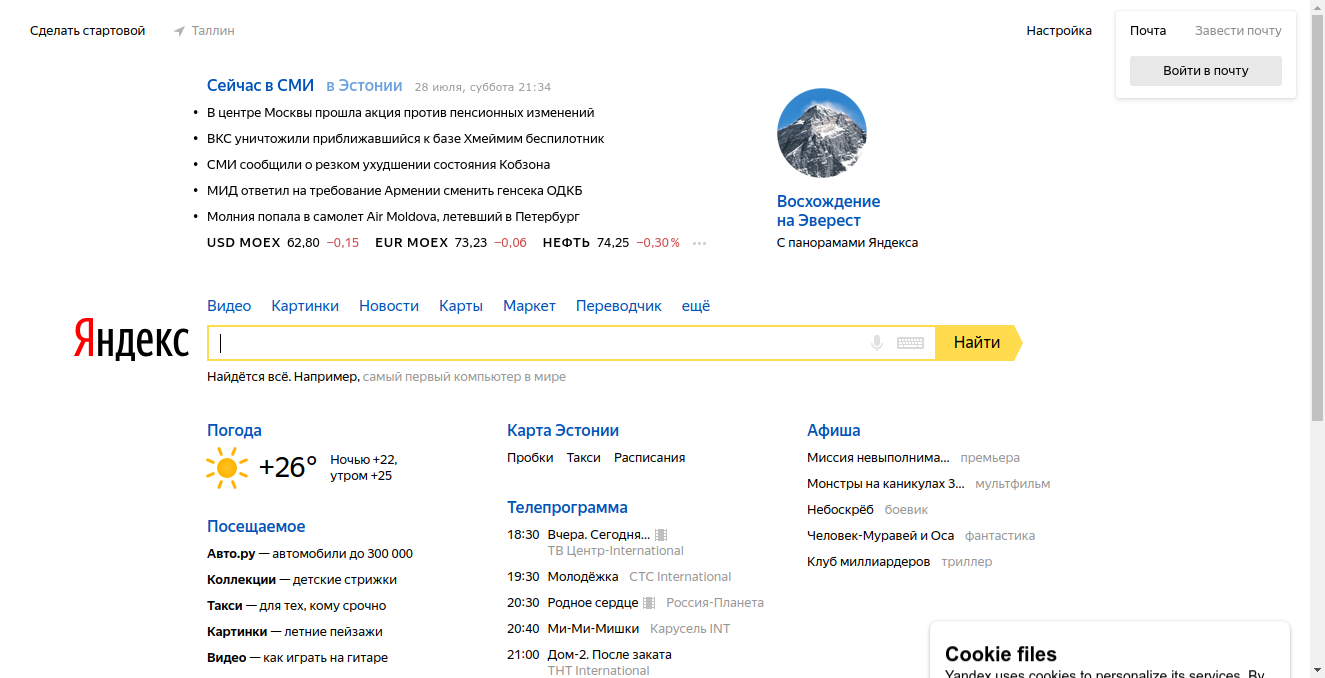 Сделать стартовой Таллин Настройка Почта Завести почту
Войти в почту
Сейчас в СМИ в Эстонии 28 июля, суббота 21:34
• В центре Москвы прошла акция против пенсионных изменений
• ВКС уничтожили приближавшийся к базе Хмеймим беспилотник
• СМИ сообщили о резком ухудшении состояния Кобзона
• МИД ответил на требование Армении сменить генсека ОДКБ
• Молния попала в самолет Air Moldova, летевший в Петербург
USD MOEX 62,80 −0,15 EUR MOEX 73,23 −0,06 НЕФТЬ 74,25 −0,30% ...
Восхождение
на Эверест
С панорамами Яндекса
Видео Картинки Новости Карты Маркет Переводчик ещё
Яндекс Найти
Найдётся всё. Например, самый первый компьютер в мире
Погода
+26° Ночью +22,
утром +25
Посещаемое
Авто.ру — автомобили до 300 000
Коллекции — детские стрижки
Такси — для тех, кому срочно
Картинки — летние пейзажи
Видео — как играть на гитаре
Карта Эстонии
Пробки Такси Расписания
Телепрограмма
18:30 Вчера. Сегодня...
ТВ Центр-International
19:30 Молодёжка СТС International
20:30 Родное сердце Россия-Планета
20:40 Ми-Ми-Мишки Карусель INT
21:00 Дом-2. После заката
ТНТ International
Афиша
Миссия невыполнима... премьера
Монстры на каникулах 3... мультфильм
Небоскрёб боевик
Человек-Муравей и Оса фантастика
Клуб миллиардеров триллер
Cookie files
Yandex uses cookies to personalize its services. By